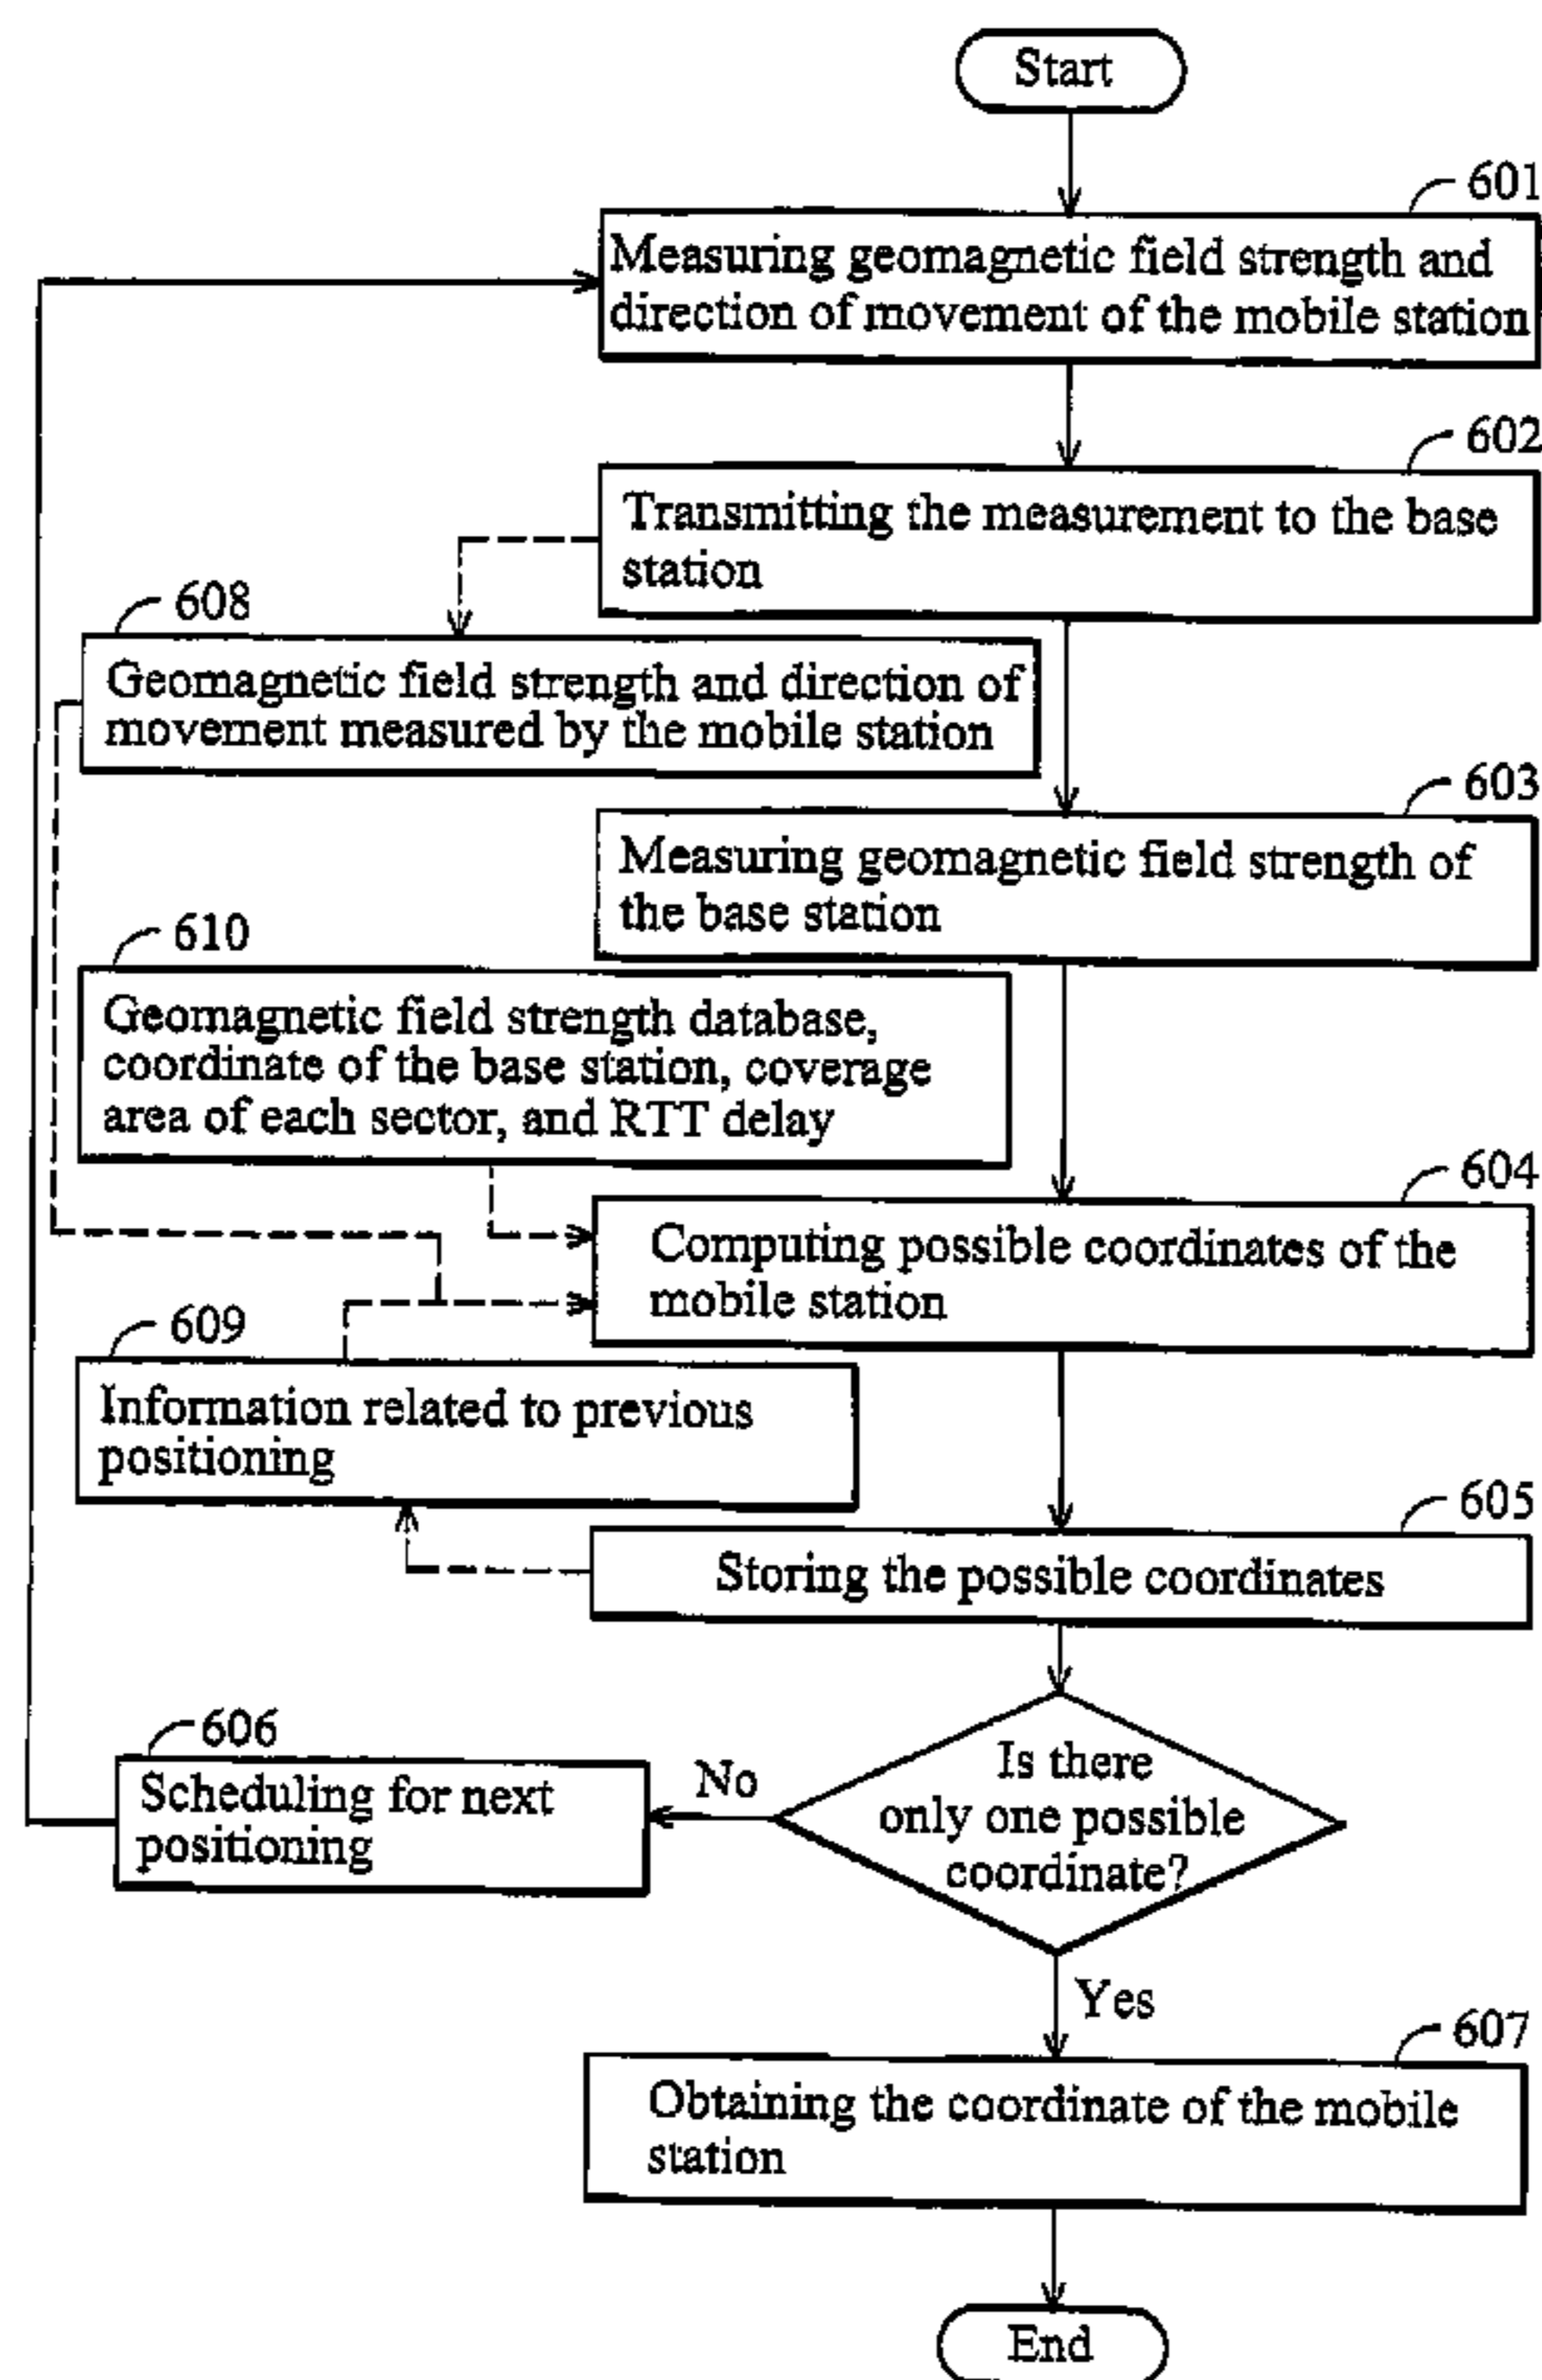 Start
601
Measuring geomagnetic field strength and
direction of movement of the mobile station
602
Transmitting the measurement to the base
station
608
Geomagnetic field strength and direction of
movement measured by the mobile station
603
Measuring geomagnetic field strength of
the base station
610
Geomagnetic field strength database,
coordinate of the base station, coverage
area of each sector, and RTT delay
604
Computing possible coordinates of the
mobile station
609
Information related to previous
positioning
605
Storing the possible coordinates
606
Scheduling for next
positioning
No
Is there
only one possible
coordinate?
Yes
607
Obtaining the coordinate of the mobile
station
End